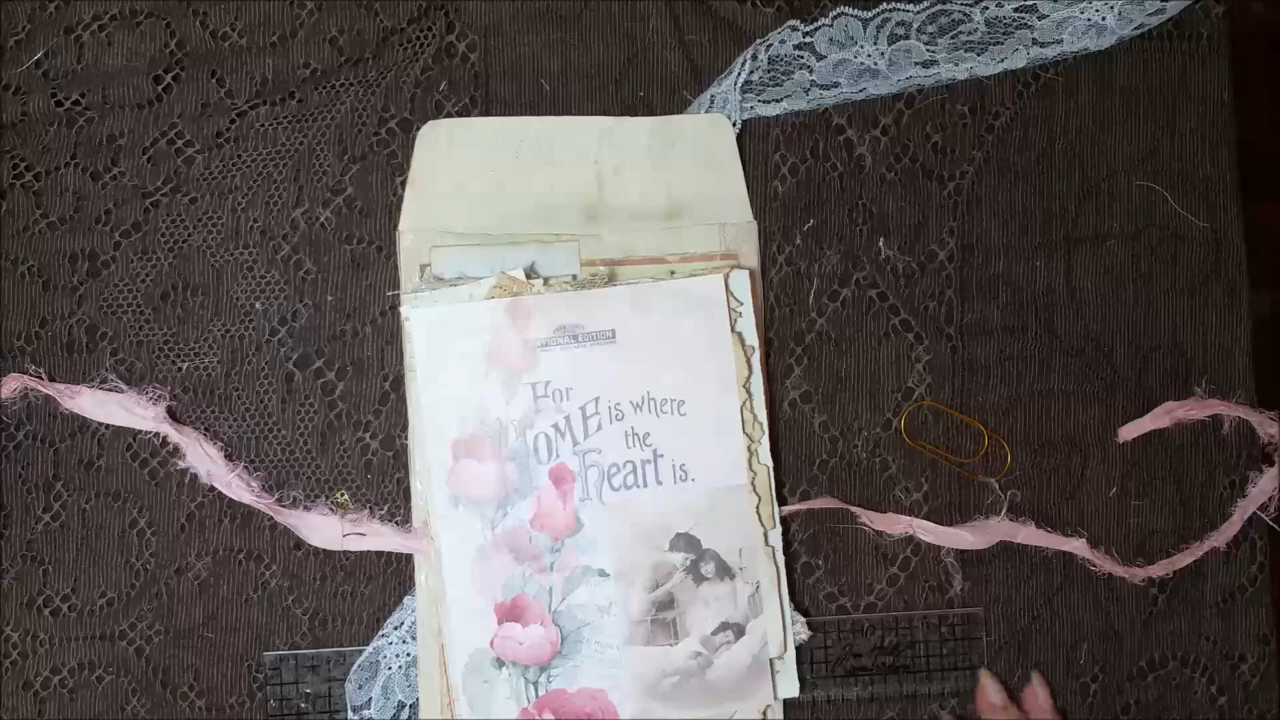 NATIONAL EDITION
For
HOME is where
the
Heart is.